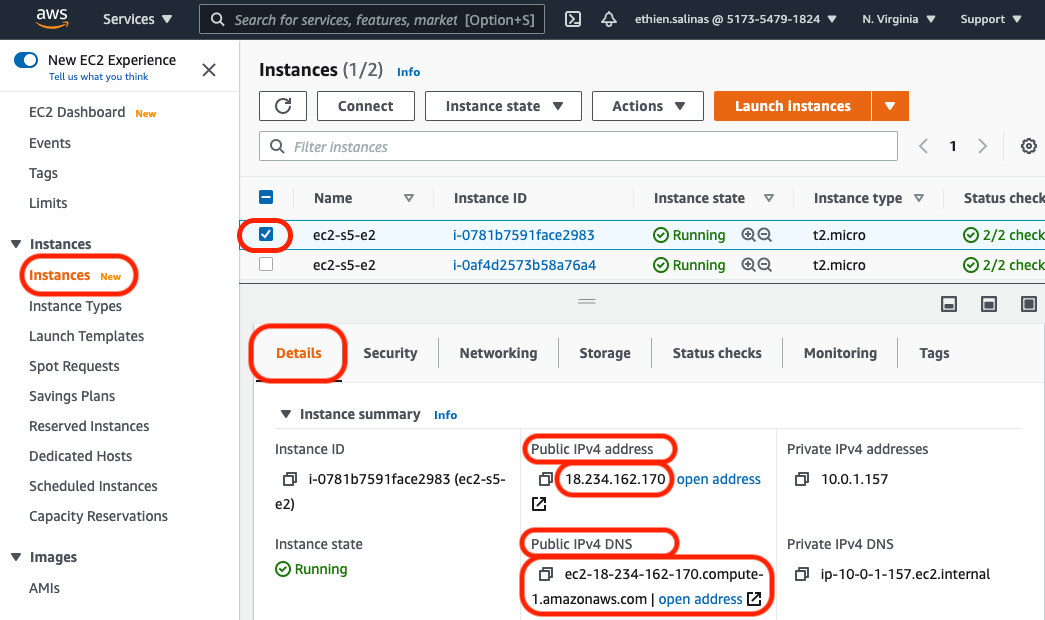 aws
Services
Search for services, features, market [Option+S]
ethien.salinas @ 5173-5479-1824
N. Virginia
Support
New EC2 Experience
Tell us what you think
EC2 Dashboard New
Events
Tags
Limits
Instances
Instances New
Instance Types
Launch Templates
Spot Requests
Savings Plans
Reserved Instances
Dedicated Hosts
Scheduled Instances
Capacity Reservations
Images
AMIs
Instances (1/2) Info
Connect
Instance state
Actions
Launch instances
Filter instances
1
Name Instance ID Instance state Instance type Status check
ec2-s5-e2 i-0781b7591face2983 Running t2.micro 2/2 check
ec2-s5-e2 i-0af4d2573b58a76a4 Running t2.micro 2/2 check
Details Security Networking Storage Status checks Monitoring Tags
Instance summary Info
Instance ID
i-0781b7591face2983 (ec2-s5-
e2)
Public IPv4 address
18.234.162.170 open address
Private IPv4 addresses
10.0.1.157
Instance state
Running
Public IPv4 DNS
ec2-18-234-162-170.compute-
1.amazonaws.com | open address
Private IPv4 DNS
ip-10-0-1-157.ec2.internal